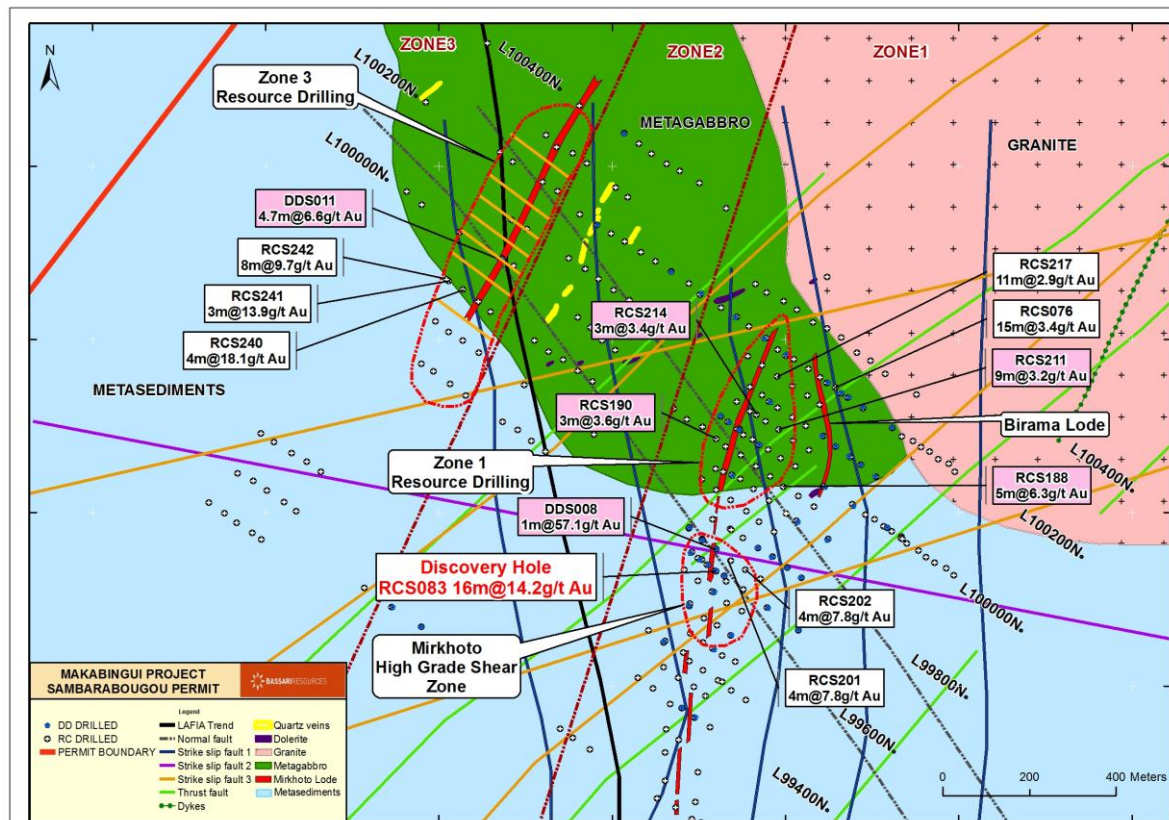 ZONE3
ZONE2
ZONE1
N
L100200N
L100400N
Zone 3
Resource Drilling
L100000N
METAGABBRO
GRANITE
DDS011
4.7m@6.6g/t Au
RCS242
8m@9.7g/t Au
RCS241
3m@13.9g/t Au
RCS240
4m@18.1g/t Au
RCS217
11m@2.9g/t Au
RCS214
3m@3.4g/t Au
RCS076
15m@3.4g/t Au
RCS211
9m@3.2g/t Au
METASEDIMENTS
RCS190
3m@3.6g/t Au
Birama Lode
Zone 1
Resource Drilling
L100400N
RCS188
5m@6.3g/t Au
DDS008
1m@57.1g/t Au
L100200N
Discovery Hole
RCS083 16m@14.2g/t Au
L100000N
RCS202
4m@7.8g/t Au
Mirkhoto
High Grade Shear
Zone
RCS201
4m@7.8g/t Au
L99800N
L99600N
L99400N
0 200 400 Meters
MAKABINGUI PROJECT
SAMBARABOUGOU PERMIT
BASSARI RESOURCES
Legend
DD DRILLED
RC DRILLED
PERMIT BOUNDARY
LAFIA Trend
Normal fault
Strike slip fault 1
Strike slip fault 2
Strike slip fault 3
Thrust fault
Dykes
Quartz veins
Dolerite
Granite
Metagabbro
Mirkhoto Lode
Metasediments